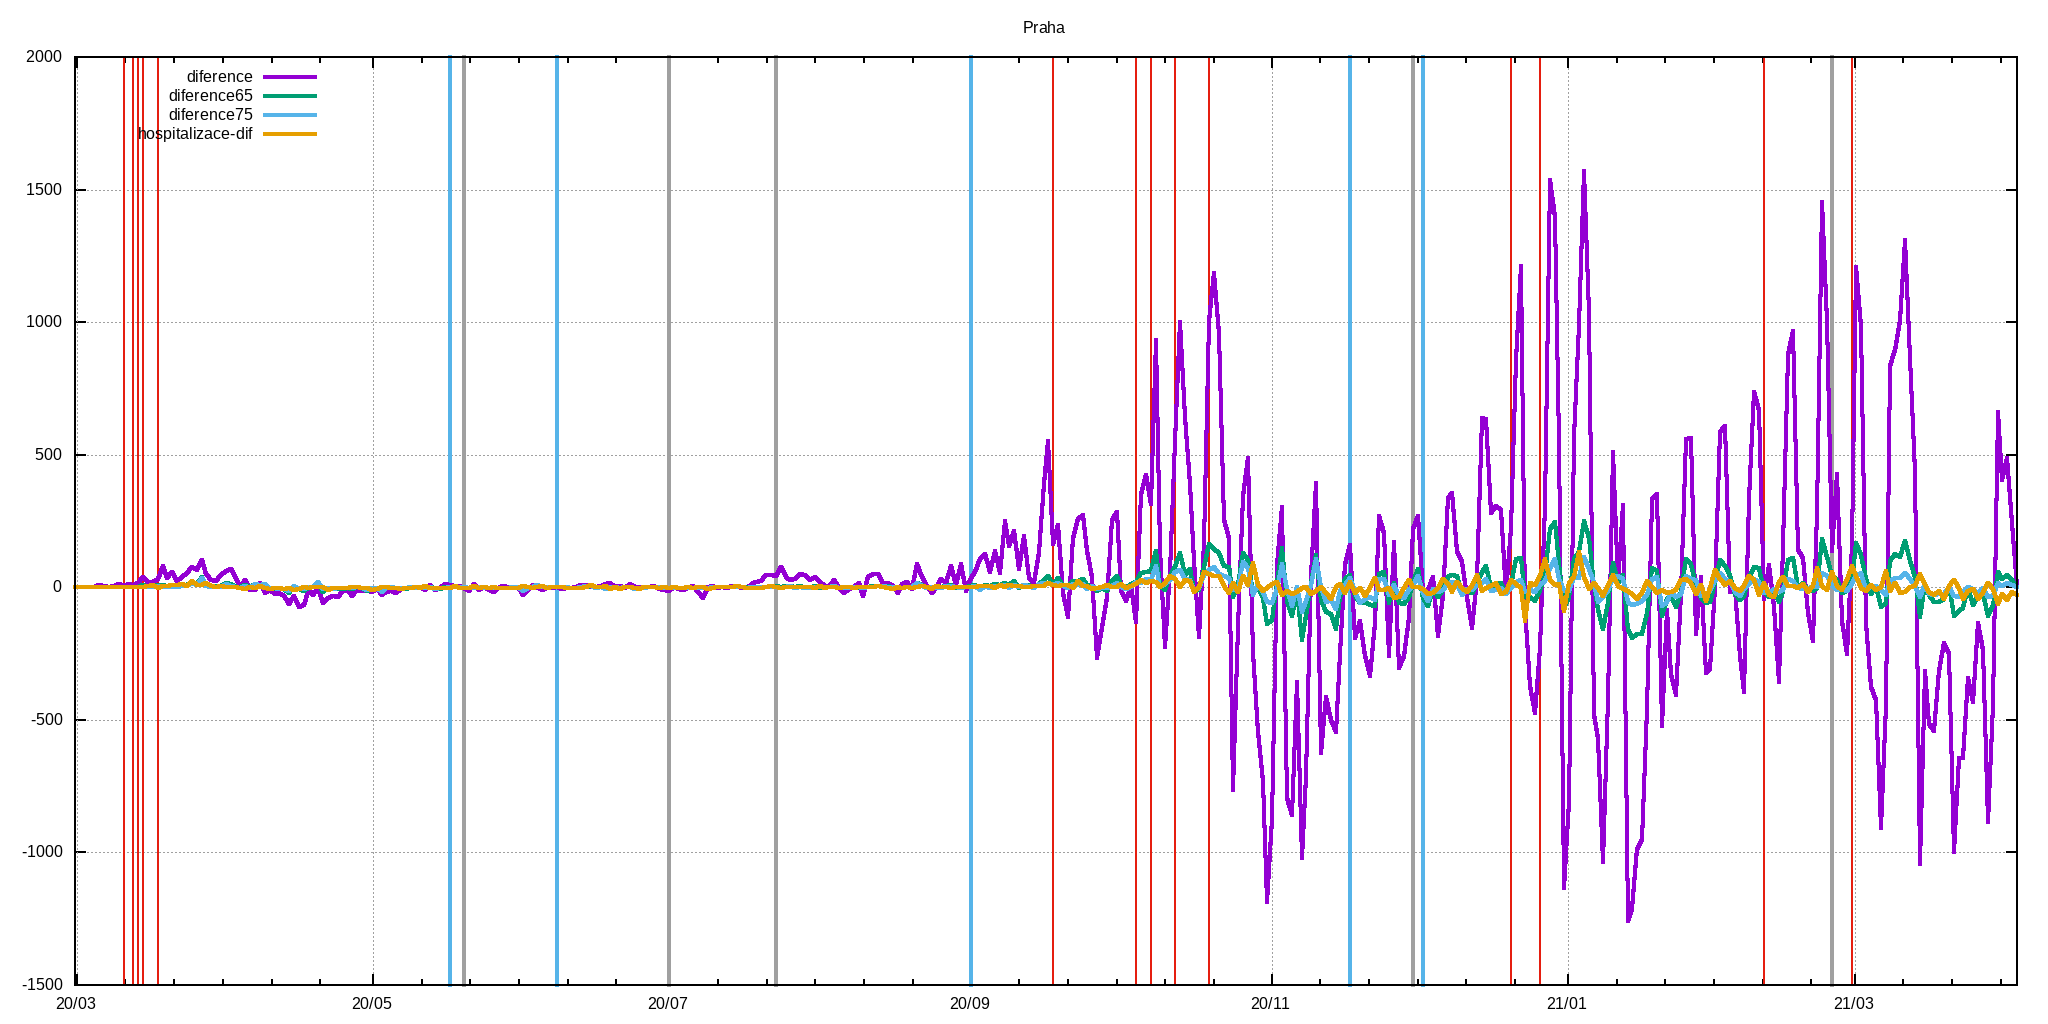 Praha
2000
diference
diference65
diference75
hospitalizace-dif
1500
1000
500
0
-500
-1000
-1500
20/03 20/05 20/07 20/09 20/11 21/01 21/03